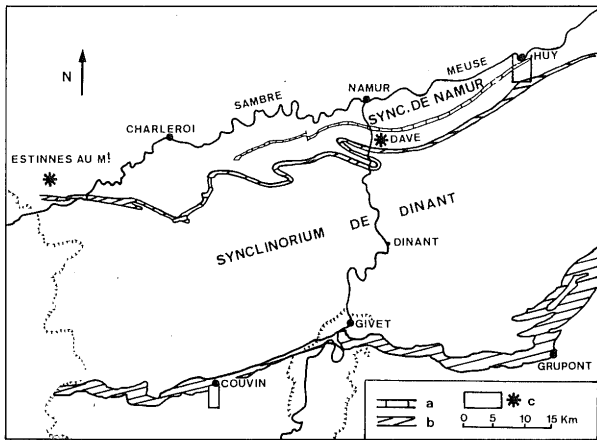 N
HUY
MEUSE
NAMUR
SYNC. DE NAMUR
SAMBRE
CHARLEROI
DAVE
ESTINNES AU M!
SYNCLINORIUM DE DINANT
DINANT
GIVET
GRUPONT
COUVIN
a
c
b
0 5 10 15 Km